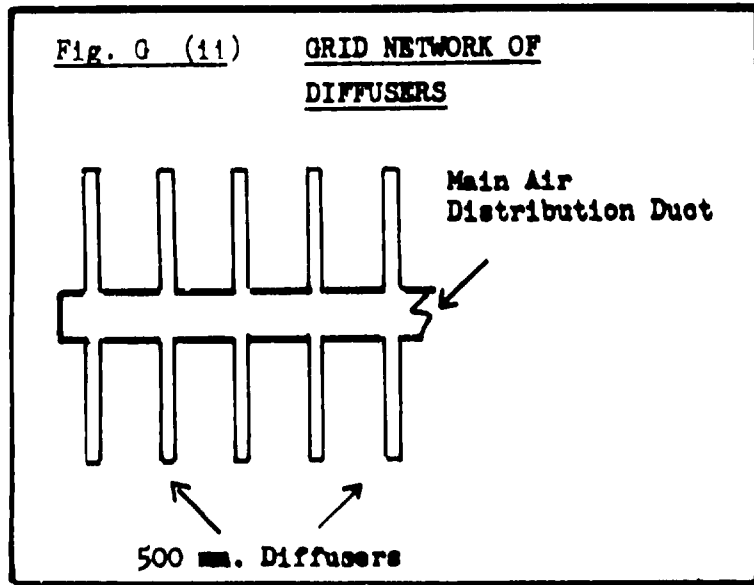 Fig. G (ii) GRID NETWORK OF
DIFFUSERS
Main Air
Distribution Duct
500 mm. Diffusers